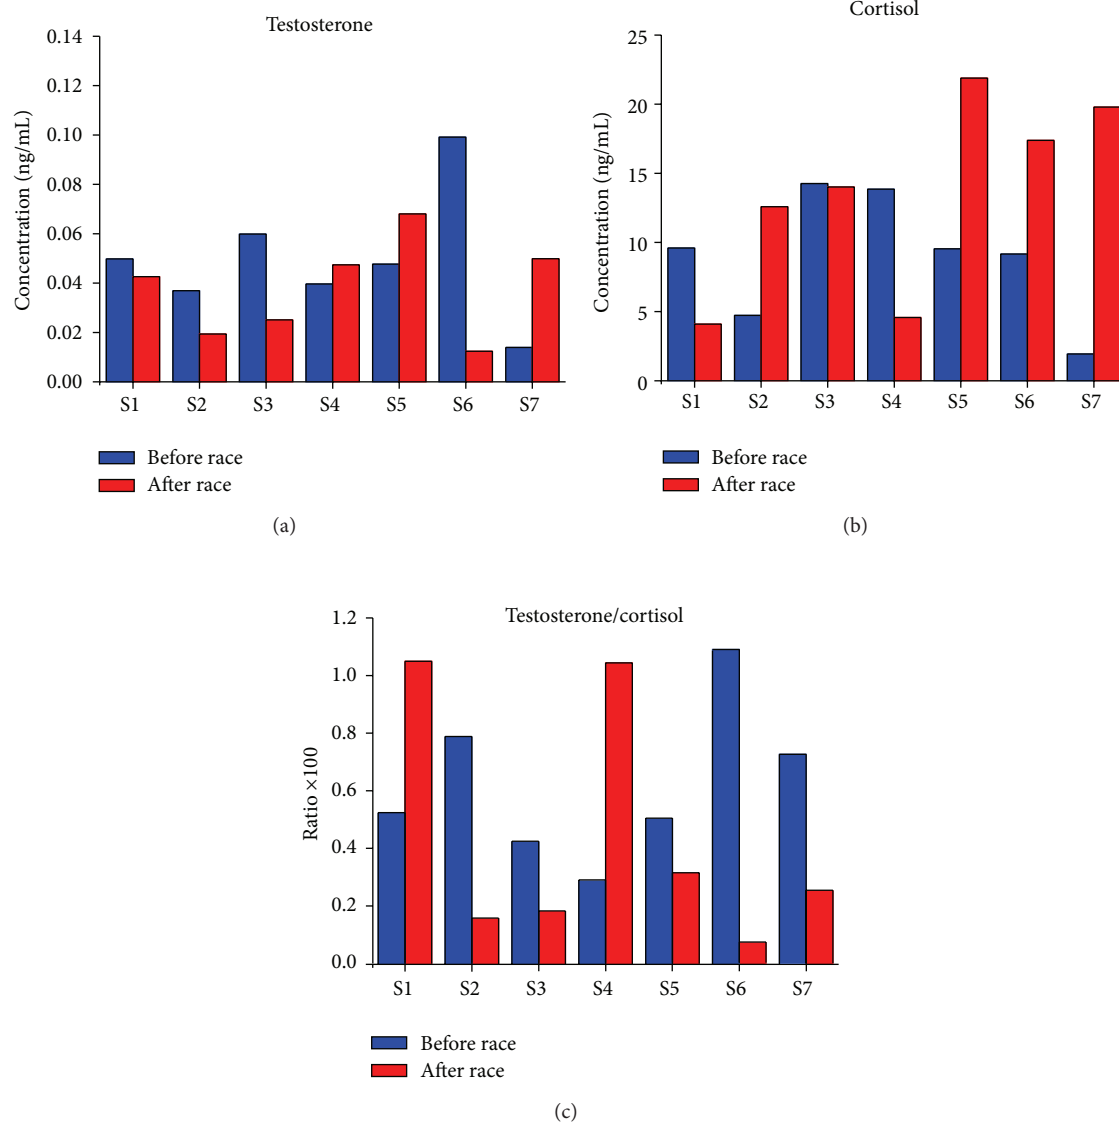 Testosterone
0.14
0.12
0.10
0.08
0.06
0.04
0.02
0.00
Concentration (ng/mL)
S1 S2 S3 S4 S5 S6 S7
Before race
After race
(a)
Cortisol
25
20
15
10
5
0
Concentration (ng/mL)
S1 S2 S3 S4 S5 S6 S7
Before race
After race
(b)
Testosterone/cortisol
1.2
1.0
0.8
0.6
0.4
0.2
0.0
Ratio ×100
S1 S2 S3 S4 S5 S6 S7
Before race
After race
(c)